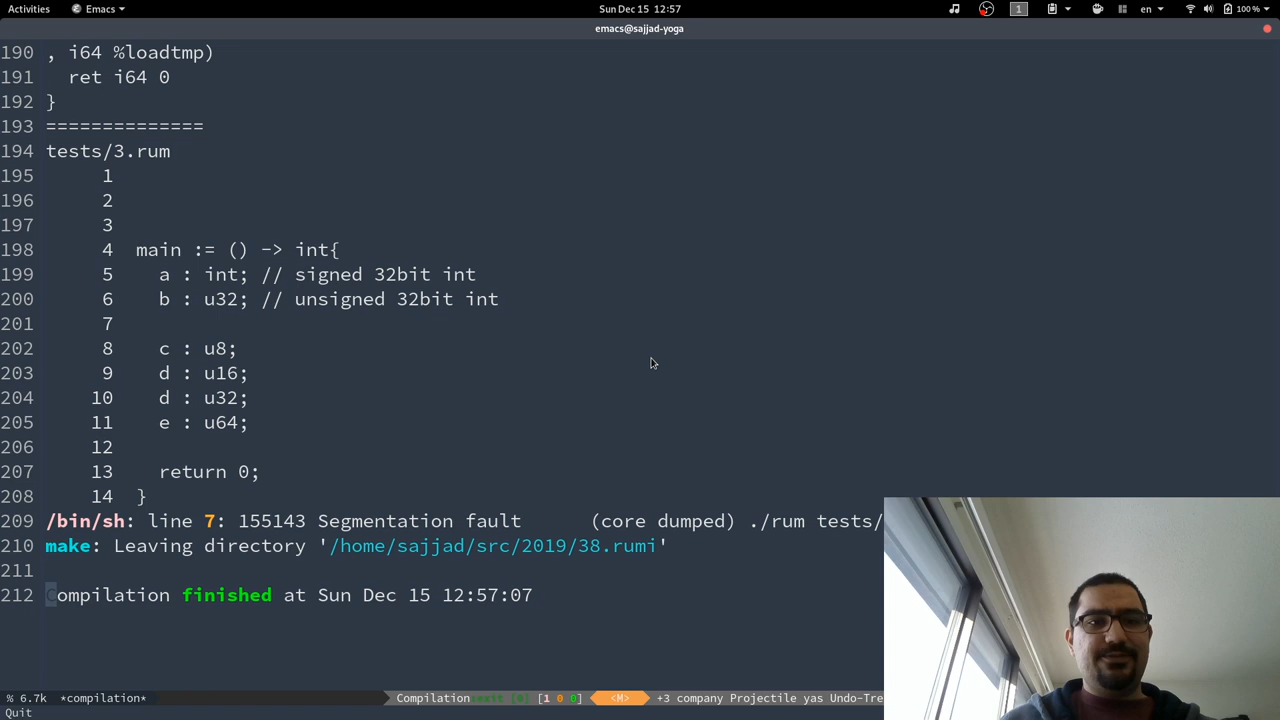 Activities Emacs Sun Dec 15 12:57 1 en 100 %
emacs@sajjad-yoga
190 , i64 %loadtmp)
191 ret i64 0
192 }
193 ==============
194 tests/3.rum
195 1
196 2
197 3
198 4 main := () -> int{
199 5 a : int; // signed 32bit int
200 6 b : u32; // unsigned 32bit int
201 7
202 8 c : u8;
203 9 d : u16;
204 10 d : u32;
205 11 e : u64;
206 12
207 13 return 0;
208 14 }
209 /bin/sh: line 7: 155143 Segmentation fault (core dumped) ./rum tests/
210 make: Leaving directory '/home/sajjad/src/2019/38.rumi'
211
212 Compilation finished at Sun Dec 15 12:57:07
% 6.7k *compilation* Compilation exit [0] [1 0 0] <M> +3 company Projectile yas Undo-Tre
Quit